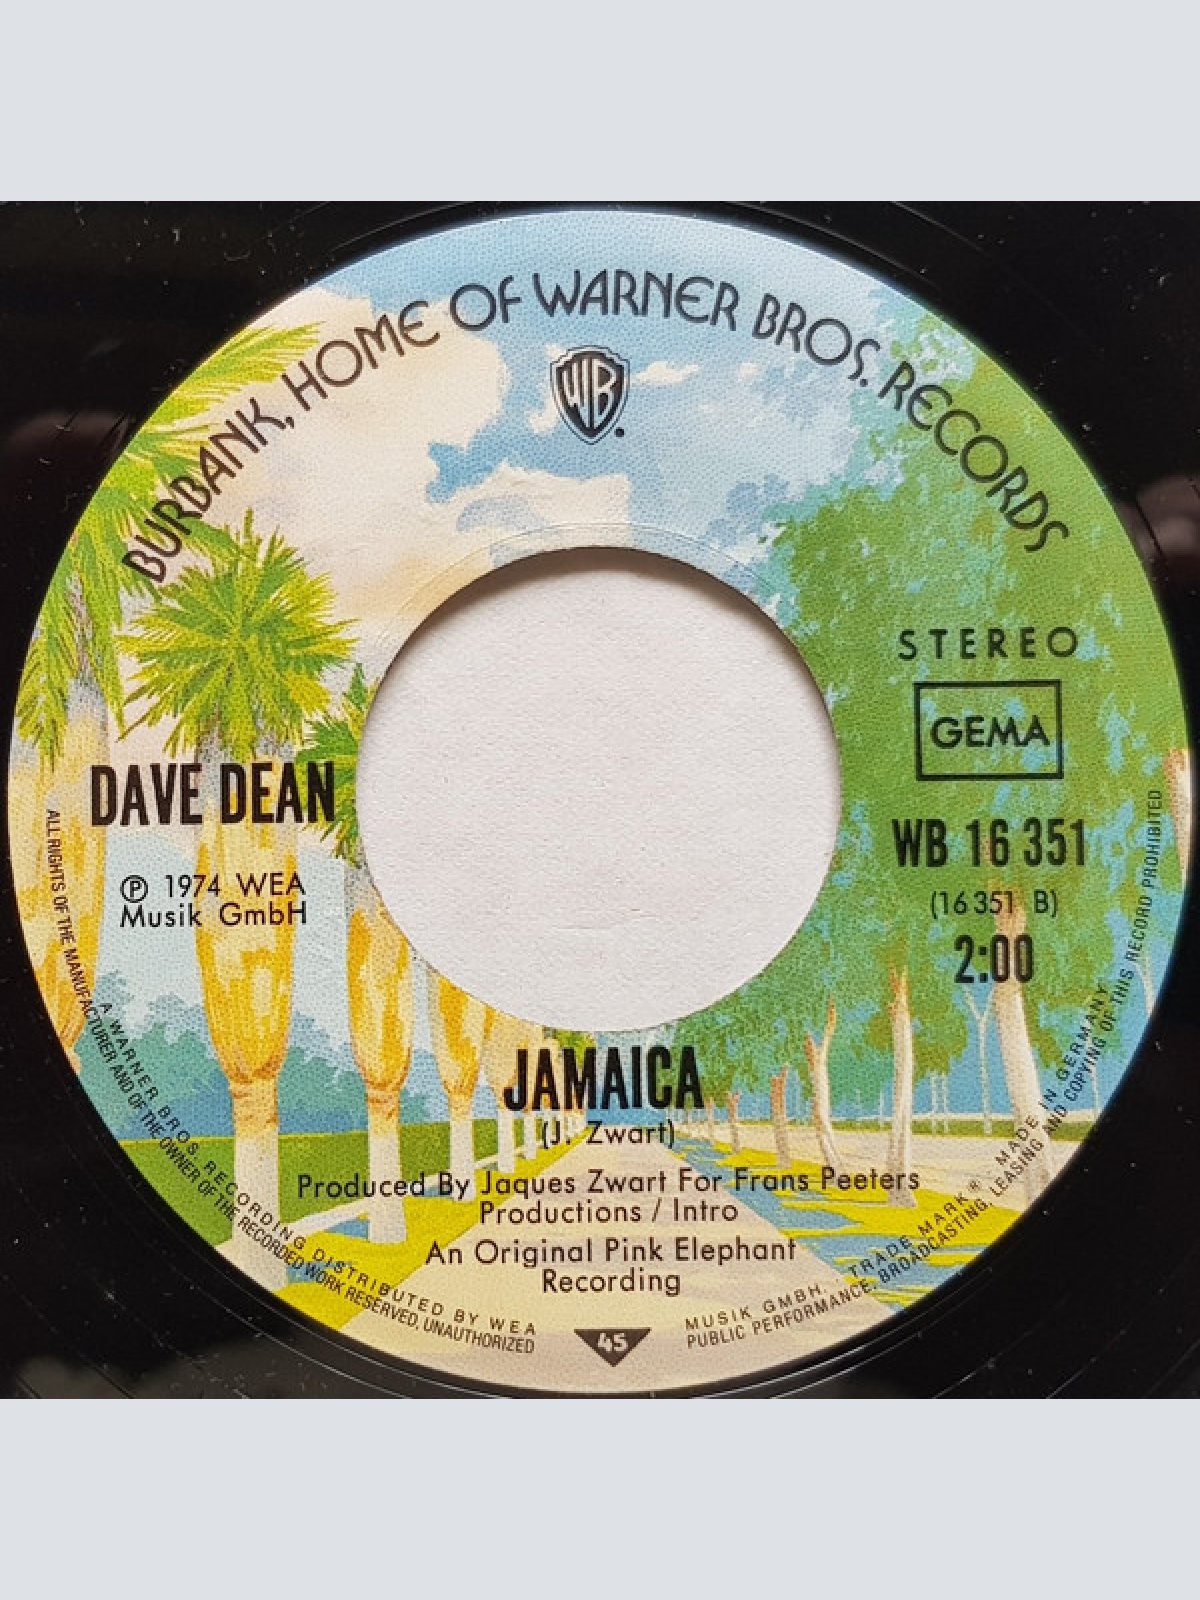 BURBANK, HOME OF WARNER BROS. RECORDS
WB
STEREO
GEMA
DAVE DEAN
WB 16 351
℗ 1974 WEA
Musik GmbH
(16 351 B)
2:00
JAMAICA
(J. Zwart)
Produced By Jaques Zwart For Frans Peeters
Productions / Intro
An Original Pink Elephant
Recording
A WARNER BROS. RECORDING DISTRIBUTED BY WEA MUSIK GMBH. TRADE MARK® MADE IN GERMANY
ALL RIGHTS OF THE MANUFACTURER AND OF THE OWNER OF THE RECORDED WORK RESERVED, UNAUTHORIZED PUBLIC PERFORMANCE, BROADCASTING, LEASING AND COPYING OF THIS RECORD PROHIBITED
45